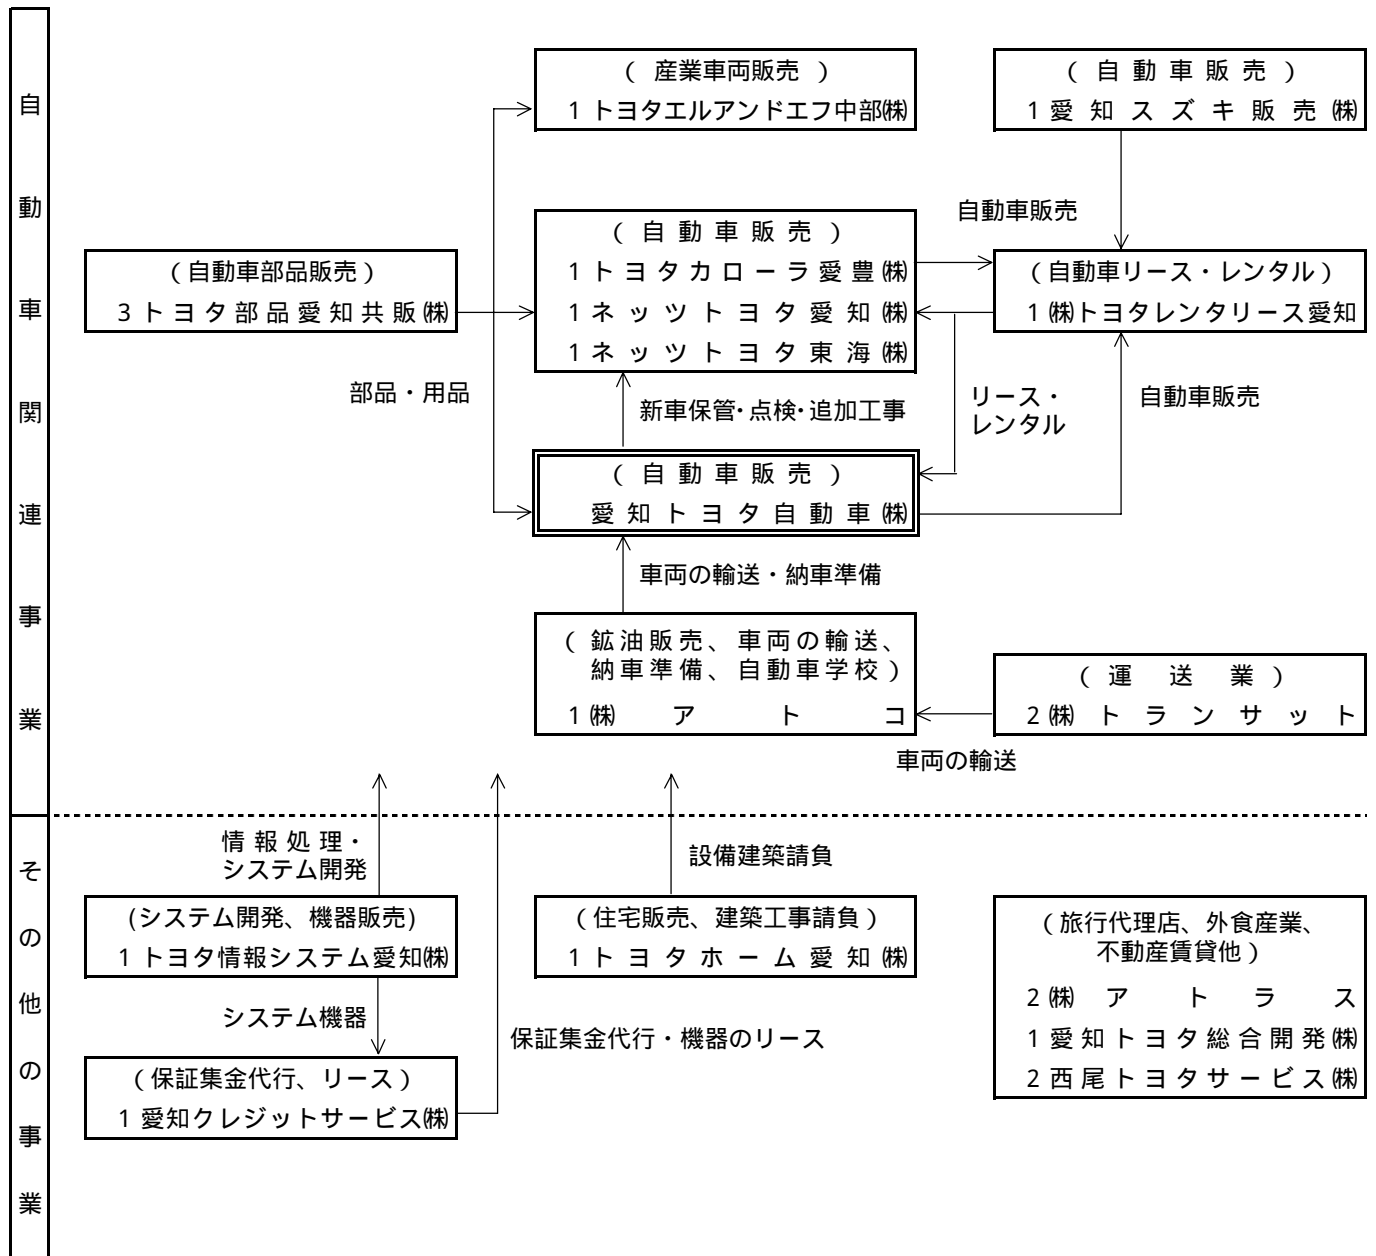 自動車関連事業
(産業車両販売)
1トヨタエルアンドエフ中部㈱
(自動車販売)
1愛知スズキ販売㈱
自動車販売
(自動車部品販売)
3トヨタ部品愛知共販㈱
(自動車販売)
1トヨタカローラ愛豊㈱
1ネッツトヨタ愛知㈱
1ネッツトヨタ東海㈱
(自動車リース・レンタル)
1㈱トヨタレンタリース愛知
部品・用品
新車保管・点検・追加工事
リース・
レンタル
自動車販売
(自動車販売)
愛知トヨタ自動車㈱
車両の輸送・納車準備
(鉱油販売、車両の輸送、
納車準備、自動車学校)
1㈱アトコ
(運送業)
2㈱トランサット
車両の輸送
その他の事業
情報処理・
システム開発
設備建築請負
(システム開発、機器販売)
1トヨタ情報システム愛知㈱
(住宅販売、建築工事請負)
1トヨタホーム愛知㈱
(旅行代理店、外食産業、
不動産賃貸他)
2㈱アトラス
1愛知トヨタ総合開発㈱
2西尾トヨタサービス㈱
システム機器
保証集金代行・機器のリース
(保証集金代行、リース)
1愛知クレジットサービス㈱